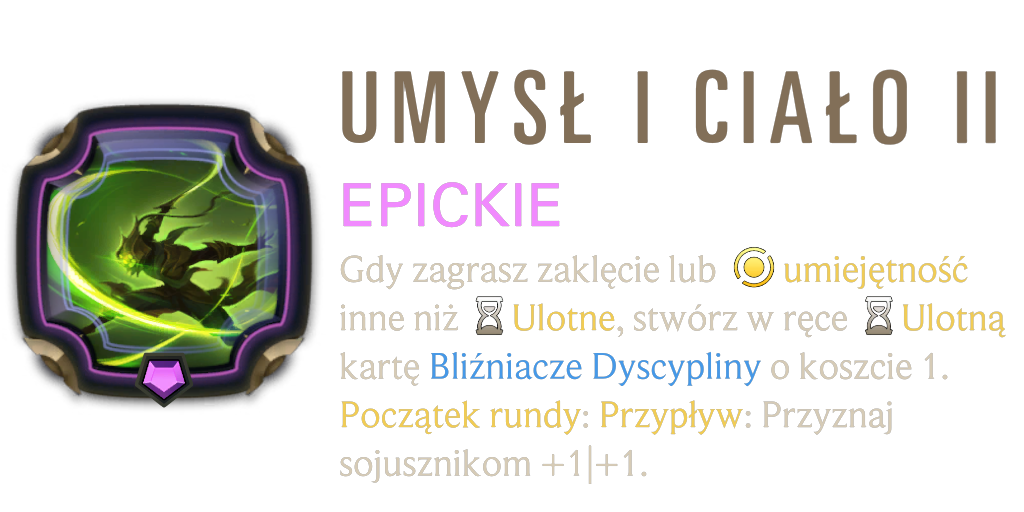 UMYSŁ I CIAŁO II
EPICKIE
Gdy zagrasz zaklęcie lub umiejętność
inne niż Ulotne, stwórz w ręce Ulotną
kartę Bliźniacze Dyscypliny o koszcie 1.
Początek rundy: Przypływ: Przyznaj
sojusznikom +1|+1.